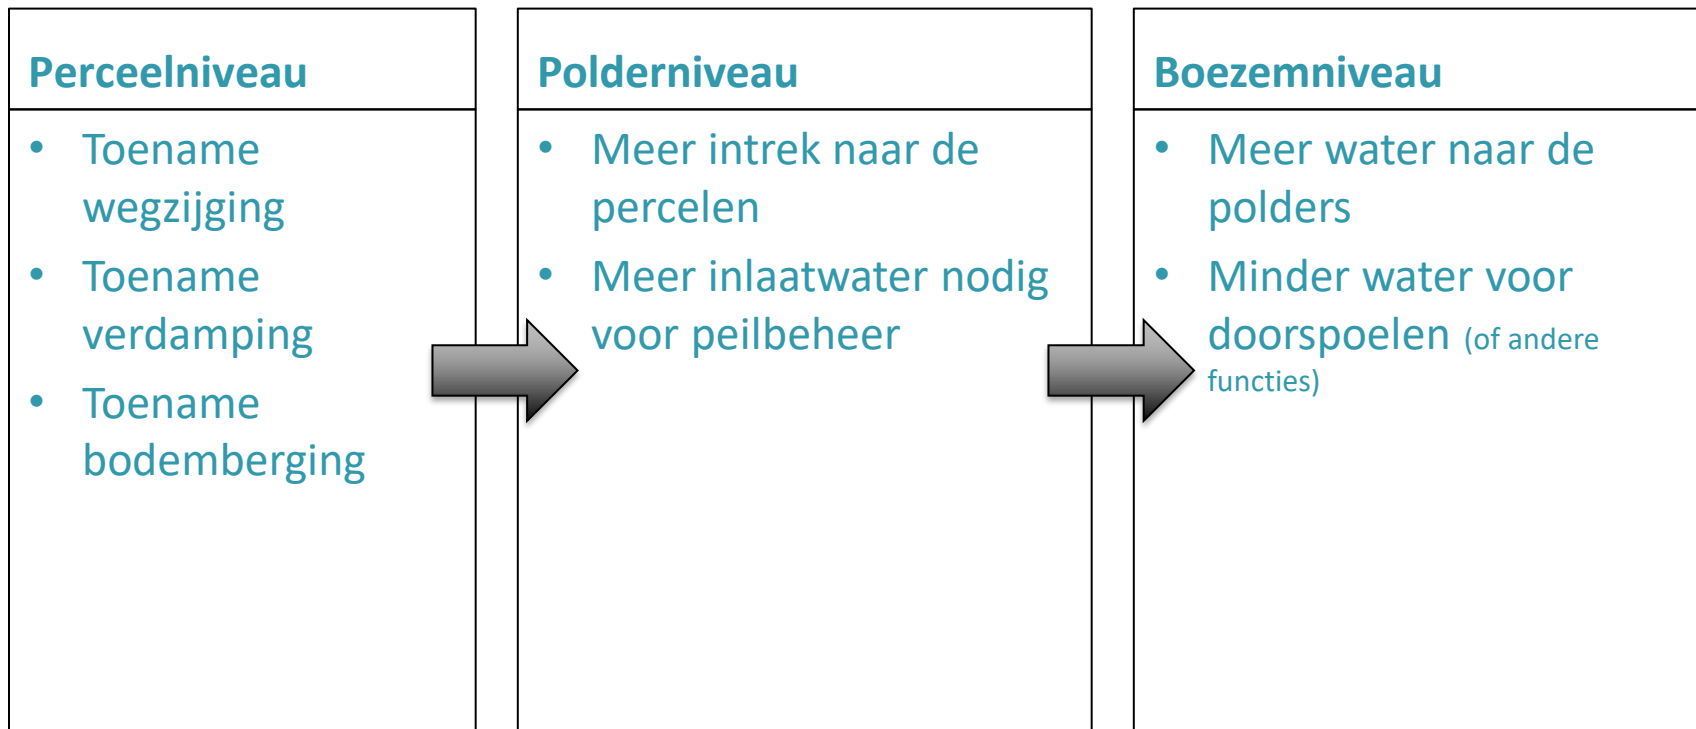 Perceelniveau
• Toename
wegzijging
• Toename
verdamping
• Toename
bodemberging
Polderniveau
• Meer intrek naar de
percelen
• Meer inlaatwater nodig
voor peilbeheer
Boezemniveau
• Meer water naar de
polders
• Minder water voor
doorspoelen (of andere
functies)